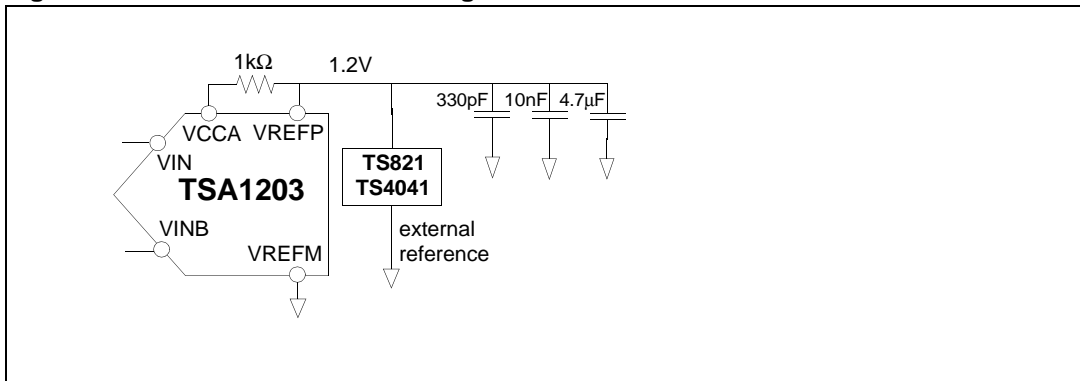 1kΩ
1.2V
330pF
10nF
4.7μF
VCCA
VREFP
VIN
TSA1203
VINB
VREFM
TS821
TS4041
external
reference